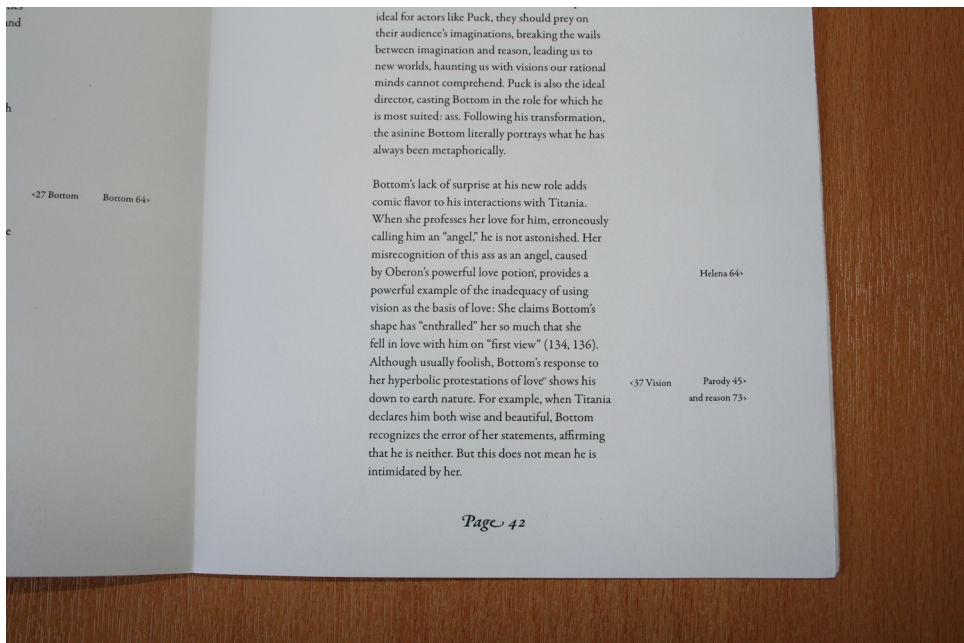 and
h
<27 Bottom Bottom 64>
e
ideal for actors like Puck, they should prey on
their audience's imaginations, breaking the wails
between imagination and reason, leading us to
new worlds, haunting us with visions our rational
minds cannot comprehend. Puck is also the ideal
director, casting Bottom in the role for which he
is most suited: ass. Following his transformation,
the asinine Bottom literally portrays what he has
always been metaphorically.
Bottom's lack of surprise at his new role adds
comic flavor to his interactions with Titania.
When she professes her love for him, erroneously
calling him an “angel,” he is not astonished. Her
misrecognition of this ass as an angel, caused
by Oberon's powerful love potion, provides a
powerful example of the inadequacy of using
vision as the basis of love: She claims Bottom's
shape has “enthralled” her so much that she
fell in love with him on “first view” (134, 136).
Although usually foolish, Bottom's response to
her hyperbolic protestations of love shows his
down to earth nature. For example, when Titania
declares him both wise and beautiful, Bottom
recognizes the error of her statements, affirming
that he is neither. But this does not mean he is
intimidated by her.
Helena 64>
<37 Vision Parody 45>
and reason 73>
Page 42